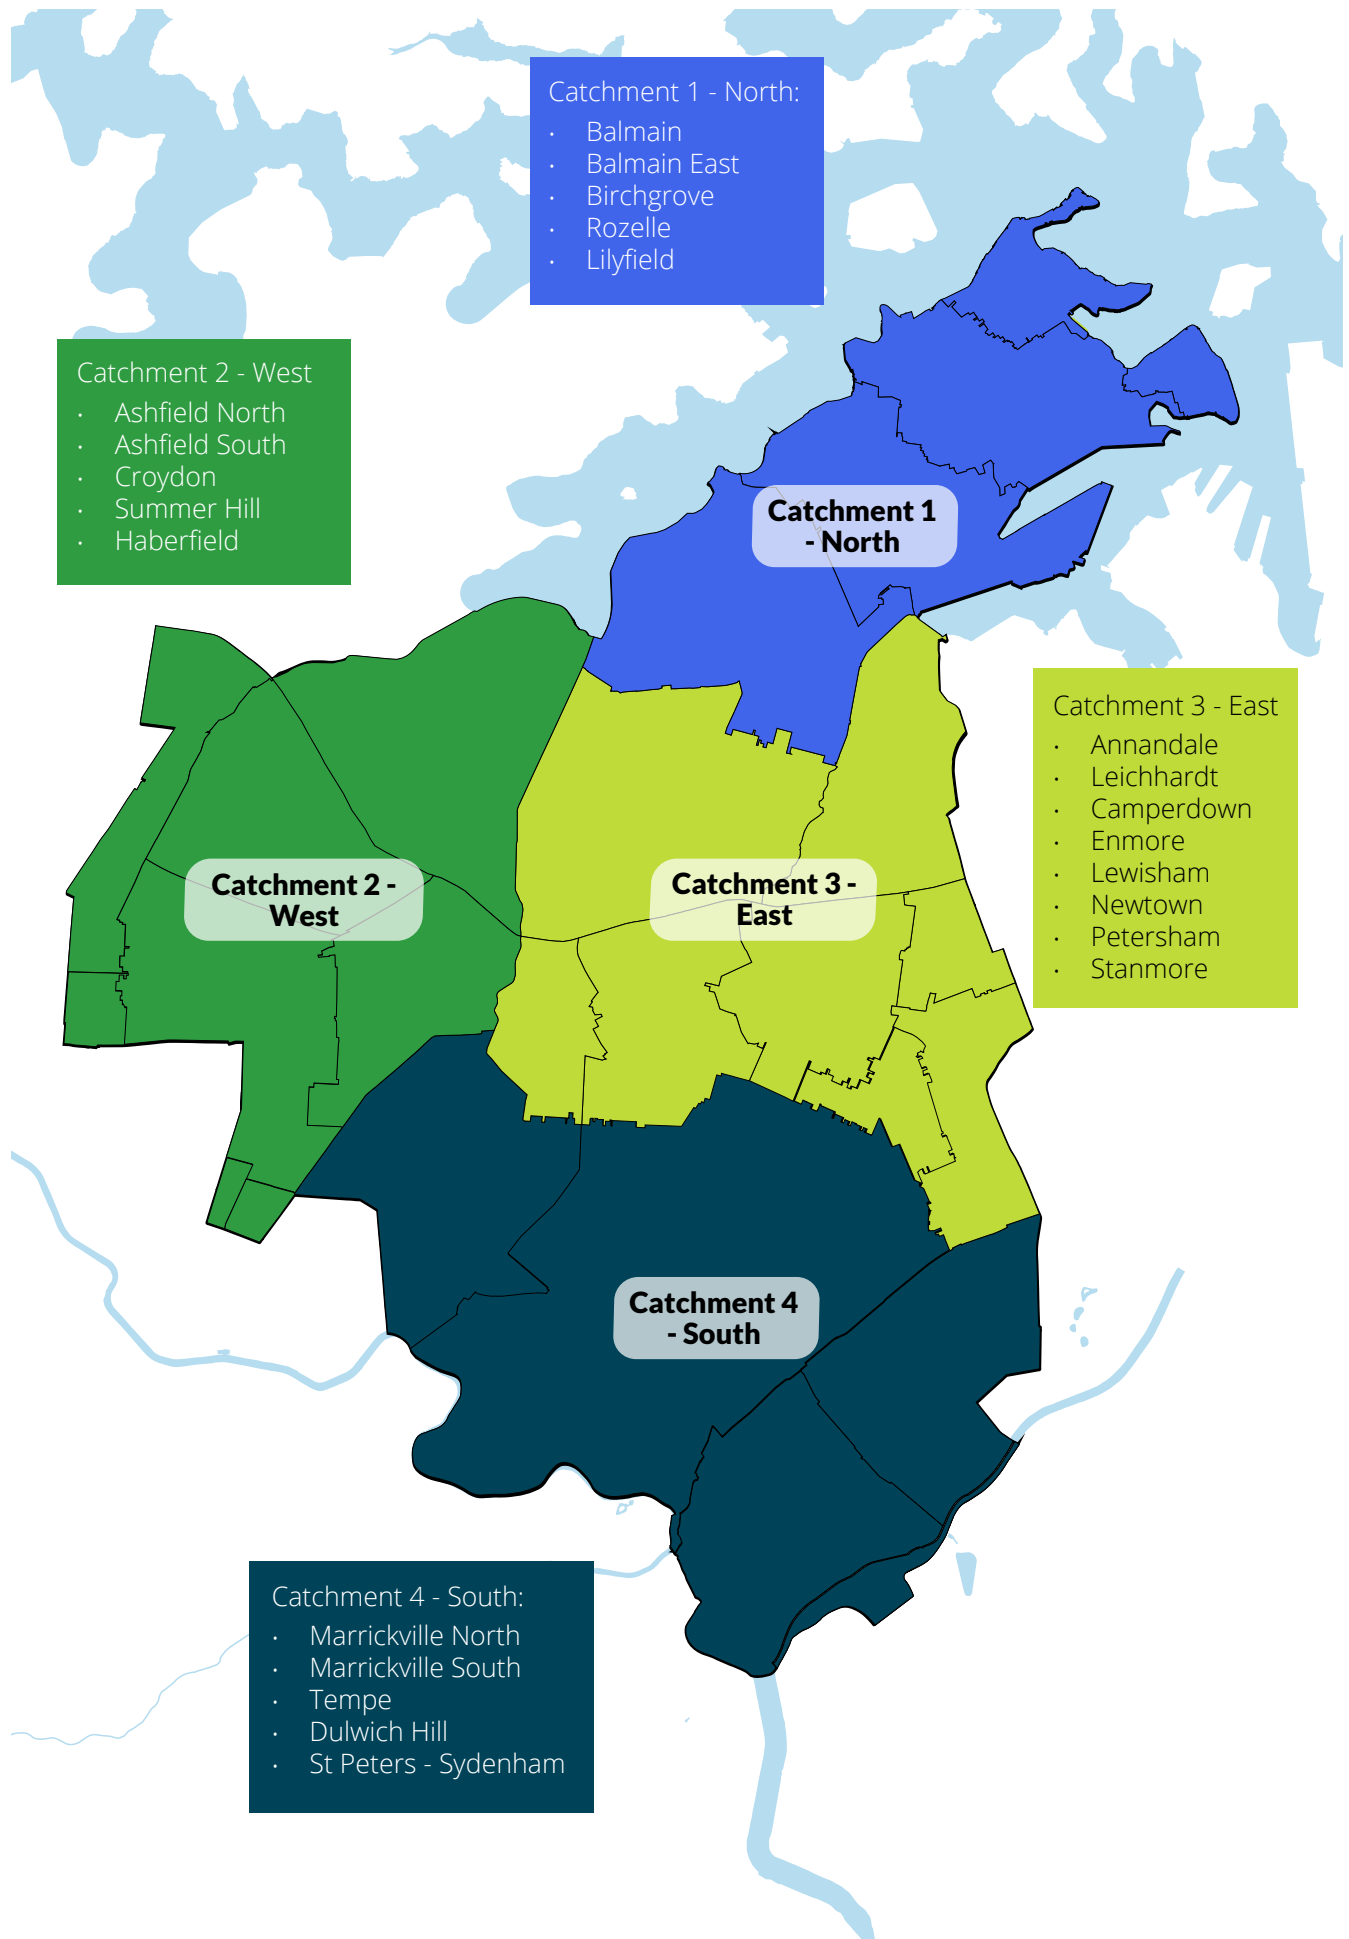 Catchment 1 - North:
· Balmain
· Balmain East
· Birchgrove
· Rozelle
· Lilyfield
Catchment 2 - West
· Ashfield North
· Ashfield South
· Croydon
· Summer Hill
· Haberfield
Catchment 1
- North
Catchment 3 - East
· Annandale
· Leichhardt
· Camperdown
· Enmore
· Lewisham
· Newtown
· Petersham
· Stanmore
Catchment 2 -
West
Catchment 3 -
East
Catchment 4
- South
Catchment 4 - South:
· Marrickville North
· Marrickville South
· Tempe
· Dulwich Hill
· St Peters - Sydenham